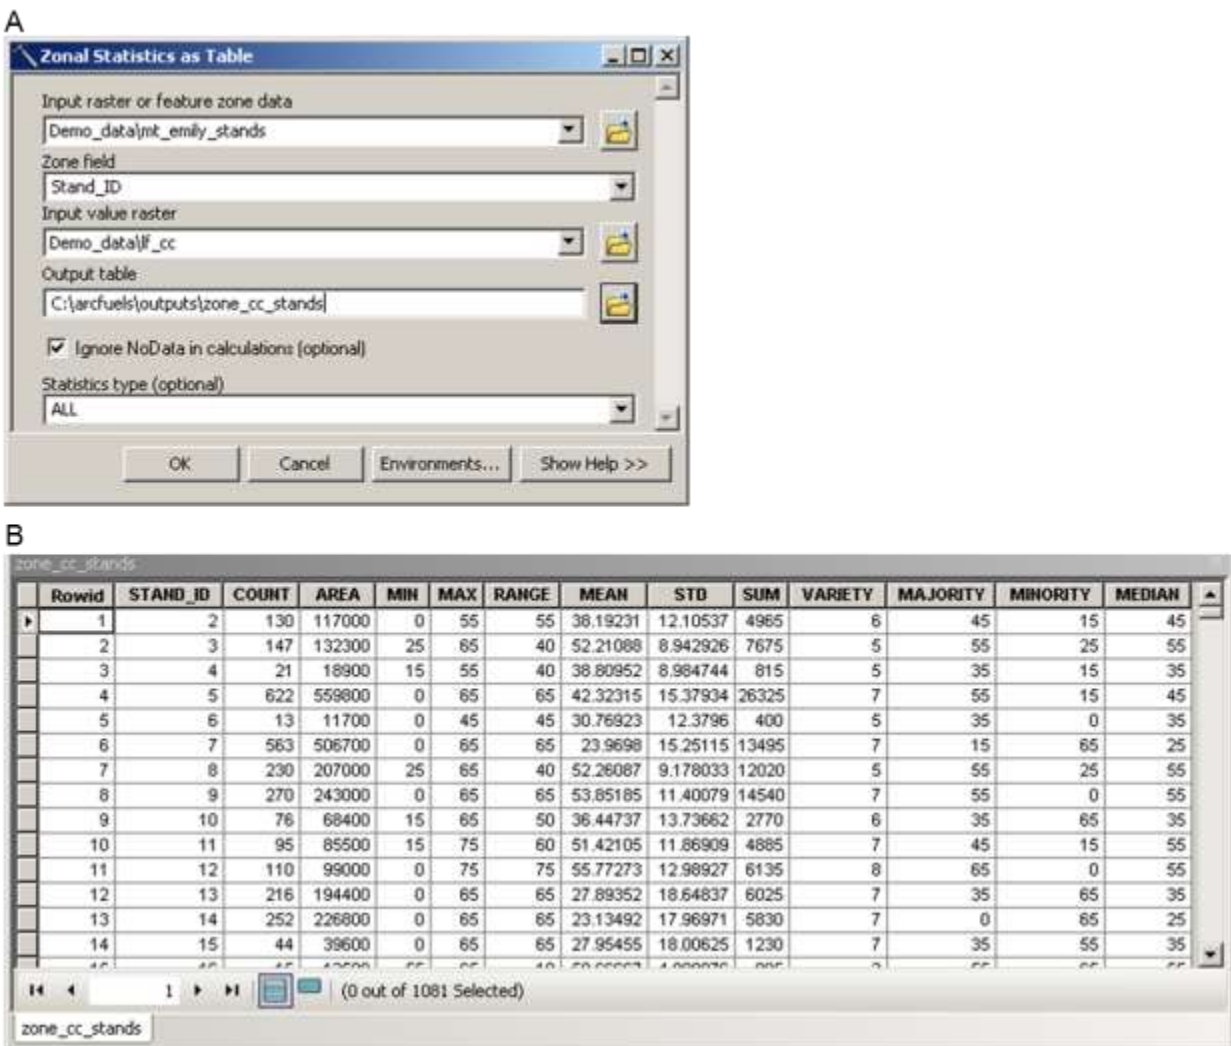 A
Zonal Statistics as Table
Input raster or feature zone data
Demo_data\mt_emily_stands
Zone field
Stand_ID
Input value raster
Demo_data\lf_cc
Output table
C:\arcfuels\outputs\zone_cc_stands
Ignore NoData in calculations (optional)
Statistics type (optional)
ALL
OK Cancel Environments... Show Help >>
B
zone_cc_stands
Rowid STAND_ID COUNT AREA MIN MAX RANGE MEAN STD SUM VARIETY MAJORITY MINORITY MEDIAN
1 2 130 117000 0 55 55 38.19231 12.10537 4965 6 45 15 45
2 3 147 132300 25 65 40 52.21088 8.942926 7675 5 55 25 55
3 4 21 18900 15 55 40 38.80952 8.984744 815 5 35 15 35
4 5 622 559800 0 65 65 42.32315 15.37934 26325 7 55 15 45
5 6 13 11700 0 45 45 30.76923 12.3796 400 5 35 0 35
6 7 563 506700 0 65 65 23.9698 15.25115 13495 7 15 65 25
7 8 230 207000 25 65 40 52.26087 9.178033 12020 5 55 25 55
8 9 270 243000 0 65 65 53.85185 11.40079 14540 7 55 0 55
9 10 76 68400 15 65 50 36.44737 13.73662 2770 6 35 65 35
10 11 95 85500 15 75 60 51.42105 11.86909 4885 7 45 15 55
11 12 110 99000 0 75 75 55.77273 12.98927 6135 8 65 0 55
12 13 216 194400 0 65 65 27.89352 18.64837 6025 7 35 65 35
13 14 252 226800 0 65 65 23.13492 17.96971 5830 7 0 65 25
14 15 44 39600 0 65 65 27.95455 18.00625 1230 7 35 55 35
1 (0 out of 1081 Selected)
zone_cc_stands